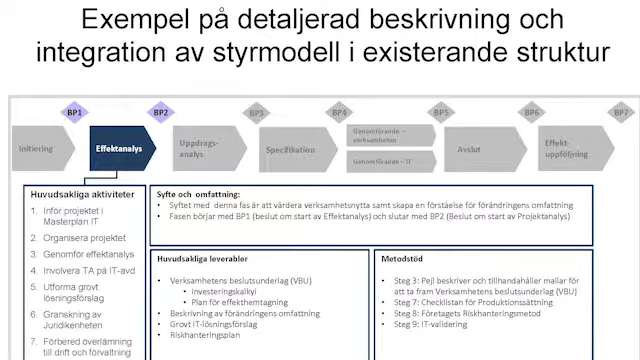 Exempel på detaljerad beskrivning och
integration av styrmodell i existerande struktur
BP1
BP2
BP3
BP4
BP5
BP6
BP7
Initiering
Effektanalys
Uppdrags-
analys
Specifikation
Genomförande –
verksamheten
Genomförande – IT
Avslut
Effekt-
uppföljning
Huvudsakliga aktiviteter
1. Inför projektet i
Masterplan IT
2. Organisera projektet
3. Genomför effektanalys
4. Involvera TA på IT-avd
5. Utforma grovt
lösningsförslag
6. Granskning av
Juridikenheten
7. Förbered överlämning
till drift och förvaltning
Syfte och omfattning:
• Syftet med denna fas är att värdera verksamhetsnytta samt skapa en förståelse för förändringens omfattning
• Fasen börjar med BP1 (beslut om start av Effektanalys) och slutar med BP2 (Beslut om start av Projektanalys)
Huvudsakliga leverabler
• Verksamhetens beslutsunderlag (VBU)
• Investeringskalkyl
• Plan för effekthemtagning
• Beskrivning av förändringens omfattning
• Grovt IT-lösningsförslag
• Riskhanteringsplan
Metodstöd
• Steg 3: Pejl beskriver och tillhandahåller mallar för
att ta fram Verksamhetens beslutsunderlag (VBU)
• Steg 7: Checklistan för Produktionssättning
• Steg 8: Företagets Riskhanteringsmetod
• Steg 9: IT-validering